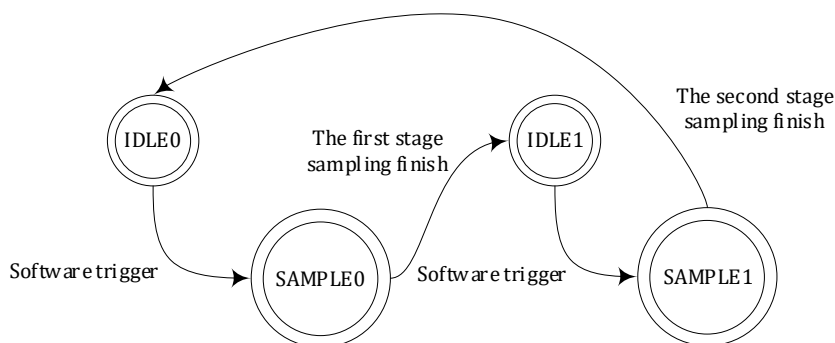 The second stage
sampling finish
IDLE0
The first stage
sampling finish
IDLE1
Software trigger
SAMPLE0
Software trigger
SAMPLE1